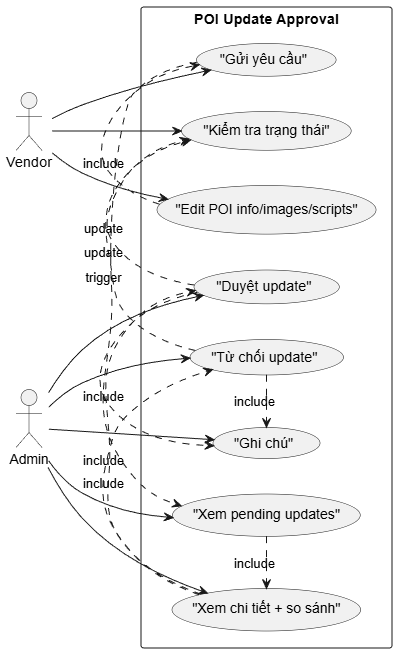 POI Update Approval
"Gửi yêu cầu"
"Kiểm tra trạng thái"
Vendor
include
"Edit POI info/images/scripts"
update
update
trigger
"Duyệt update"
"Từ chối update"
include
include
Admin
"Ghi chú"
include
include
"Xem pending updates"
include
"Xem chi tiết + so sánh"